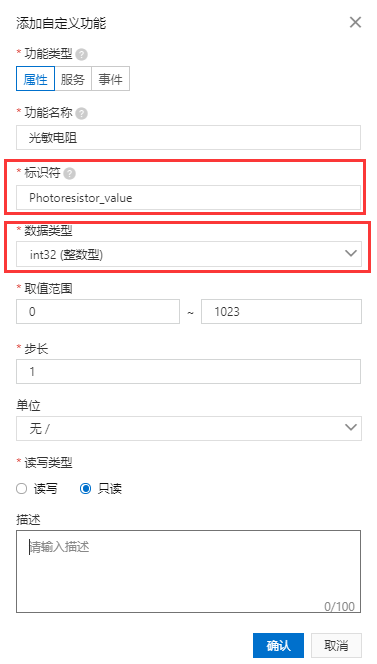 添加自定义功能
* 功能类型
属性 服务 事件
* 功能名称
光敏电阻
* 标识符
Photoresistor_value
* 数据类型
int32 (整数型)
* 取值范围
0 ~ 1023
* 步长
1
单位
无 /
* 读写类型
读写 只读
描述
请输入描述
0/100
确认 取消